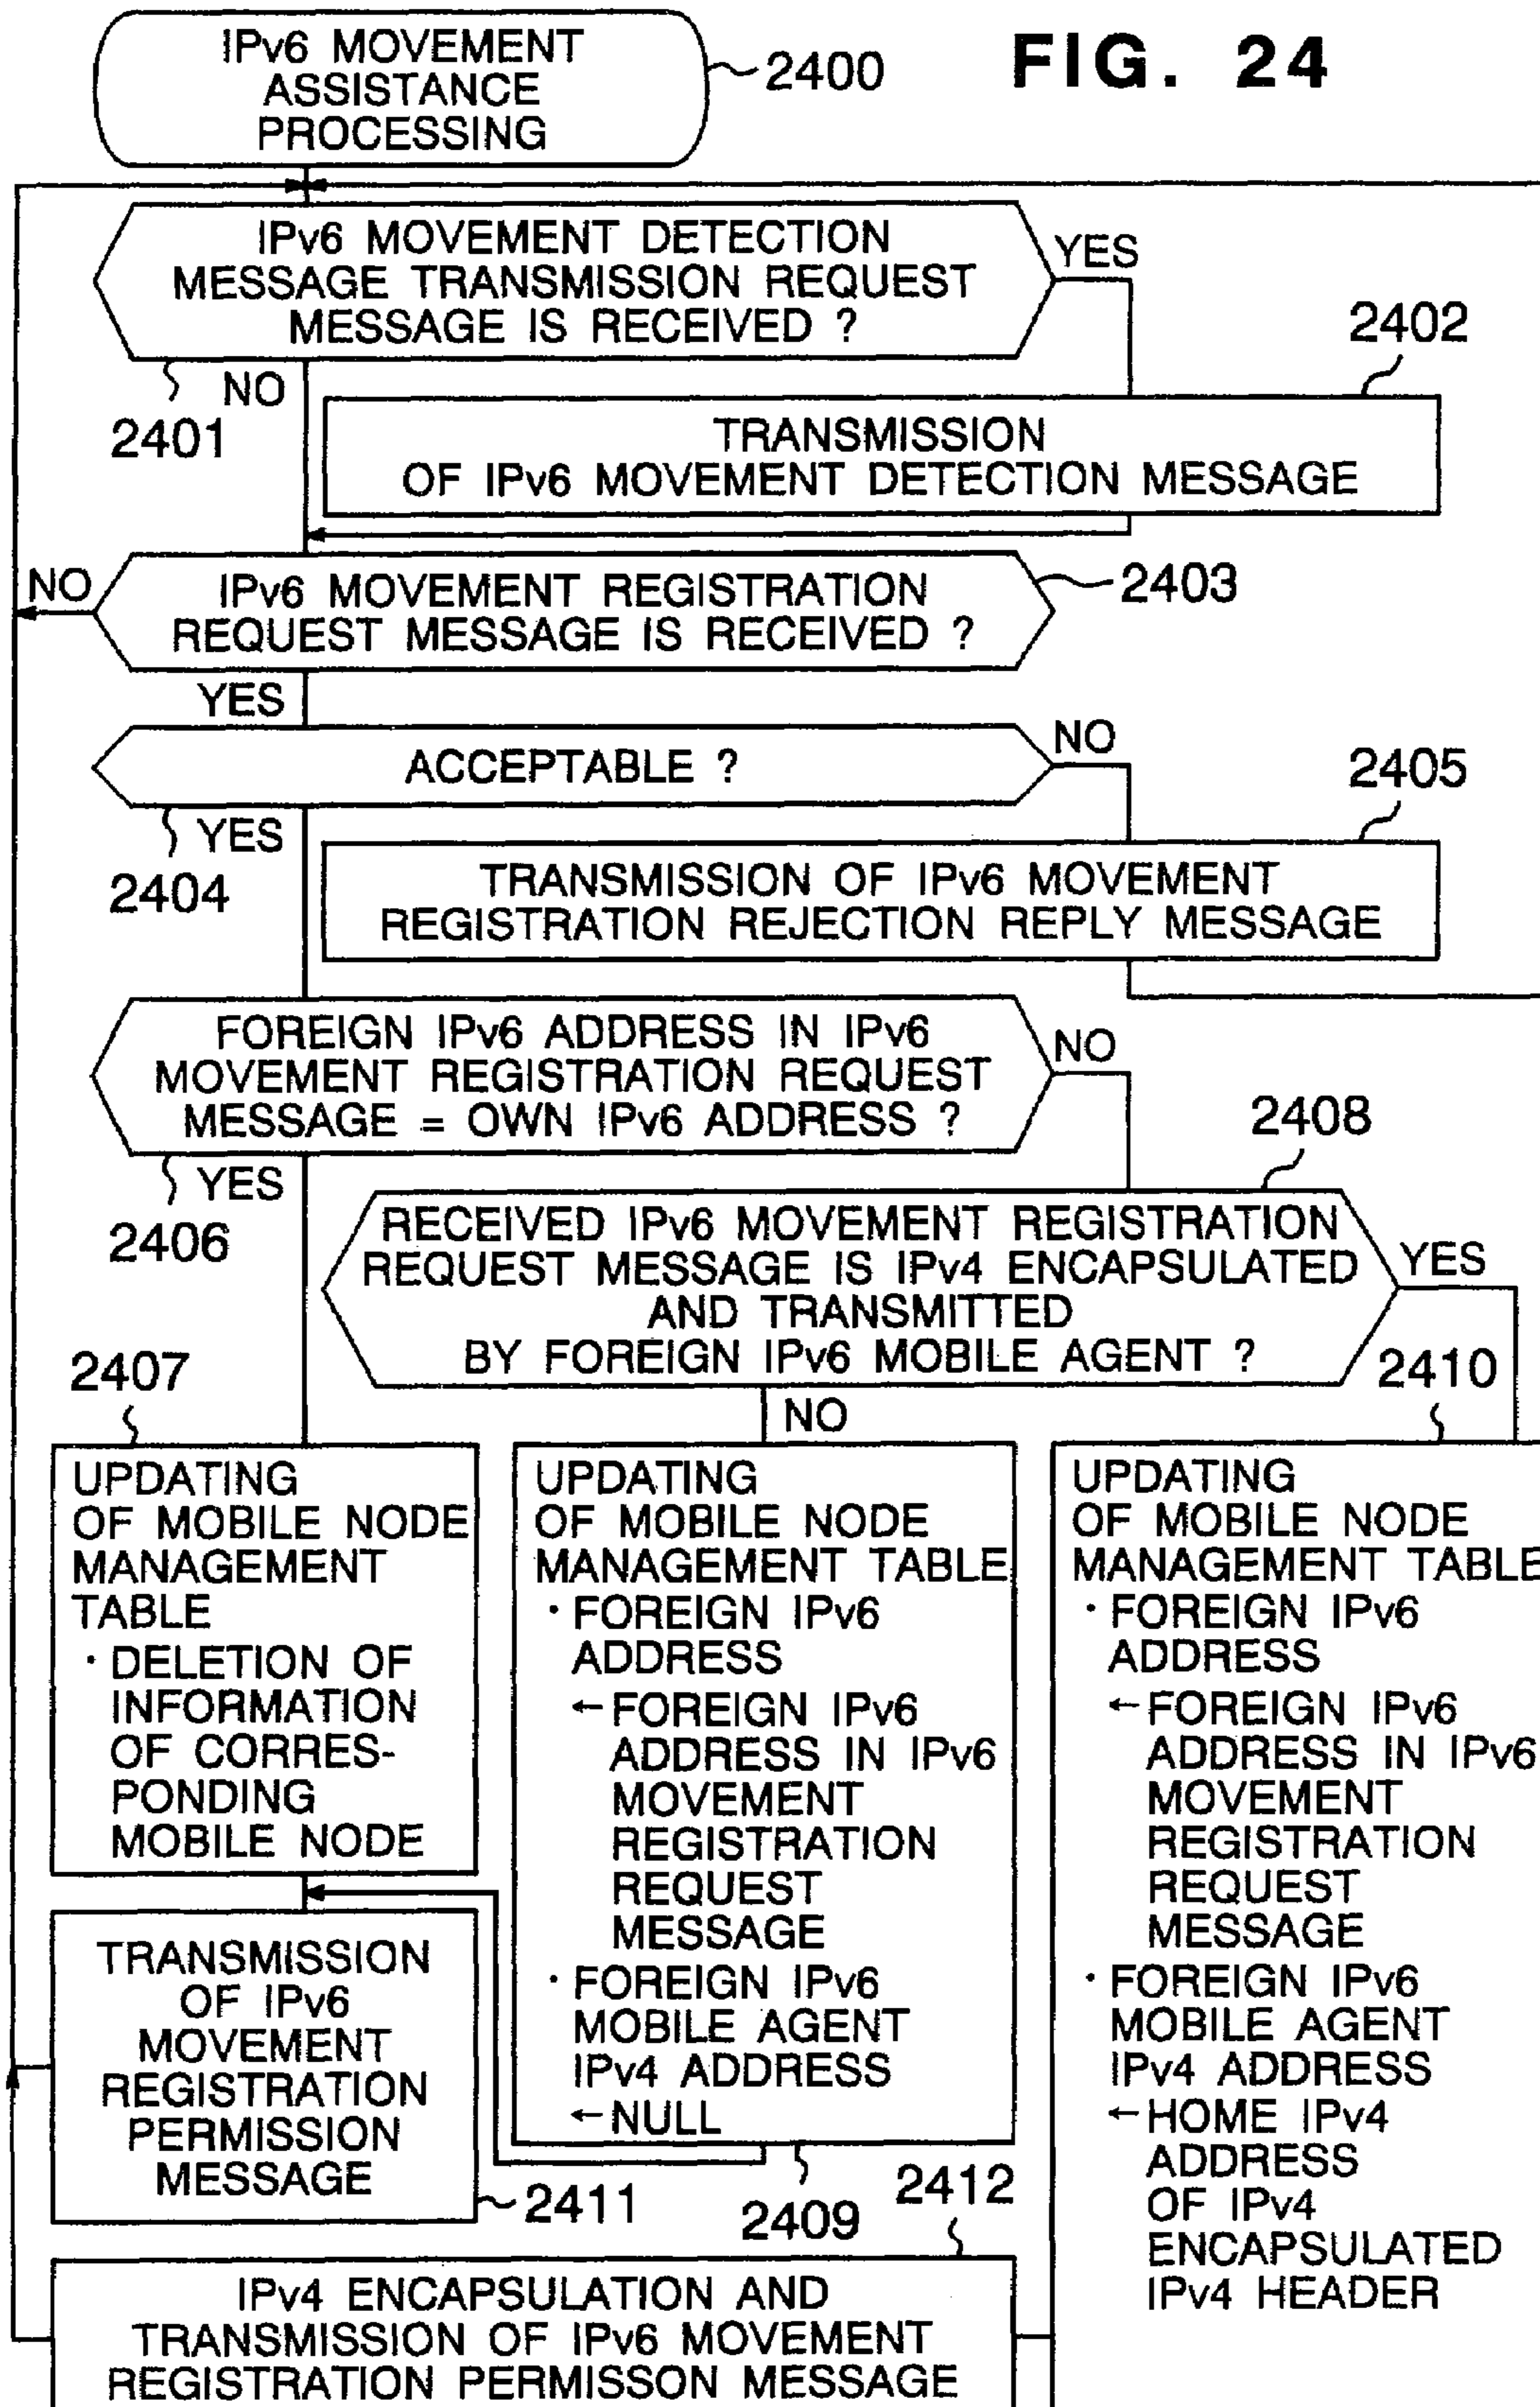 IPv6 MOVEMENT
ASSISTANCE
PROCESSING
2400
FIG. 24
IPv6 MOVEMENT DETECTION
MESSAGE TRANSMISSION REQUEST
MESSAGE IS RECEIVED ?
YES
2402
NO
2401
TRANSMISSION
OF IPv6 MOVEMENT DETECTION MESSAGE
NO
IPv6 MOVEMENT REGISTRATION
REQUEST MESSAGE IS RECEIVED ?
2403
YES
ACCEPTABLE ?
NO
2405
YES
2404
TRANSMISSION OF IPv6 MOVEMENT
REGISTRATION REJECTION REPLY MESSAGE
FOREIGN IPv6 ADDRESS IN IPv6
MOVEMENT REGISTRATION REQUEST
MESSAGE = OWN IPv6 ADDRESS ?
NO
2408
YES
2406
RECEIVED IPv6 MOVEMENT REGISTRATION
REQUEST MESSAGE IS IPv4 ENCAPSULATED
AND TRANSMITTED
BY FOREIGN IPv6 MOBILE AGENT ?
YES
2407
NO
2410
UPDATING
OF MOBILE NODE
MANAGEMENT
TABLE
· DELETION OF
INFORMATION
OF CORRES-
PONDING
MOBILE NODE
UPDATING
OF MOBILE NODE
MANAGEMENT TABLE
· FOREIGN IPv6
ADDRESS
← FOREIGN IPv6
ADDRESS IN IPv6
MOVEMENT
REGISTRATION
REQUEST
MESSAGE
· FOREIGN IPv6
MOBILE AGENT
IPv4 ADDRESS
← NULL
UPDATING
OF MOBILE NODE
MANAGEMENT TABLE
· FOREIGN IPv6
ADDRESS
← FOREIGN IPv6
ADDRESS IN IPv6
MOVEMENT
REGISTRATION
REQUEST
MESSAGE
· FOREIGN IPv6
MOBILE AGENT
IPv4 ADDRESS
← HOME IPv4
ADDRESS
OF IPv4
ENCAPSULATED
IPv4 HEADER
TRANSMISSION
OF IPv6
MOVEMENT
REGISTRATION
PERMISSION
MESSAGE
2411
2409
2412
IPv4 ENCAPSULATION AND
TRANSMISSION OF IPv6 MOVEMENT
REGISTRATION PERMISSON MESSAGE